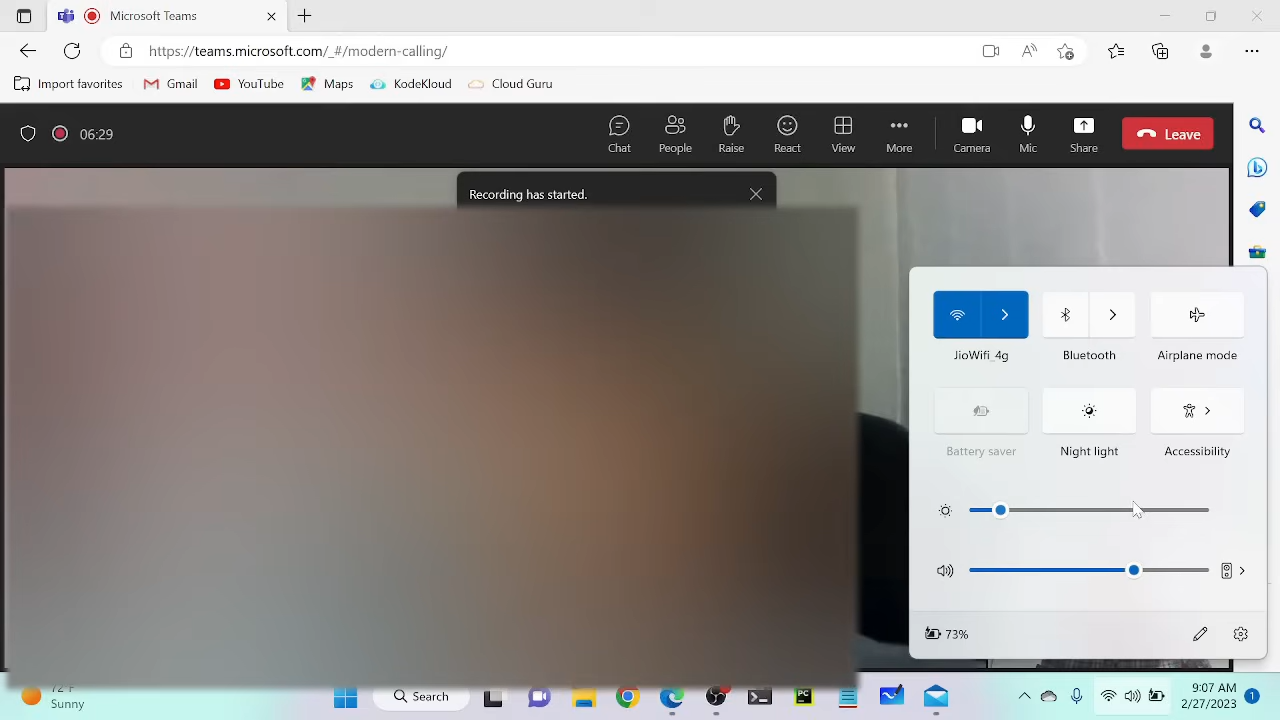 Microsoft Teams
https://teams.microsoft.com/_#/modern-calling/
Import favorites
Gmail
YouTube
Maps
KodeKloud
Cloud Guru
06:29
Chat
People
Raise
React
View
More
Camera
Mic
Share
Leave
Recording has started.
JioWifi_4g
Bluetooth
Airplane mode
Battery saver
Night light
Accessibility
73%
Sunny
Search
PC
9:07 AM
2/27/2023
1